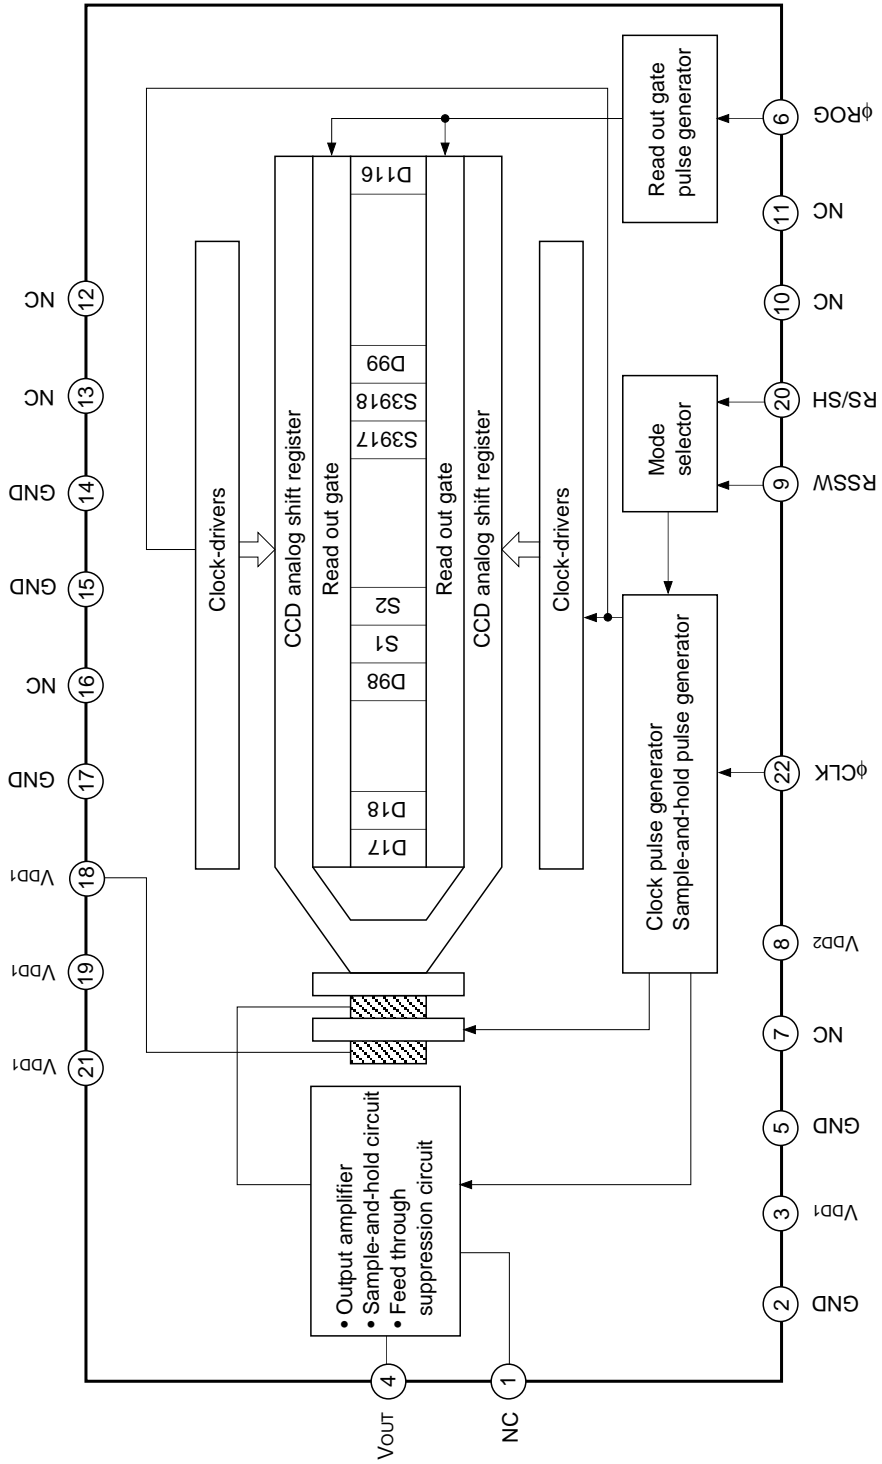 NC
12
NC
13
GND
14
GND
15
NC
16
GND
17
VDD1
18
VDD1
19
VDD1
21
Clock-drivers
CCD analog shift register
Read out gate
D116
D99
S3918
S3917
S2
S1
D98
D18
D17
Read out gate
CCD analog shift register
Clock-drivers
Read out gate
pulse generator
Mode
selector
Clock pulse generator
Sample-and-hold pulse generator
• Output amplifier
• Sample-and-hold circuit
• Feed through
suppression circuit
6
ϕROG
11
NC
10
NC
20
RS/SH
9
RSSW
22
ϕCLK
8
VDD2
7
NC
5
GND
3
VDD1
2
GND
4
VOUT
1
NC